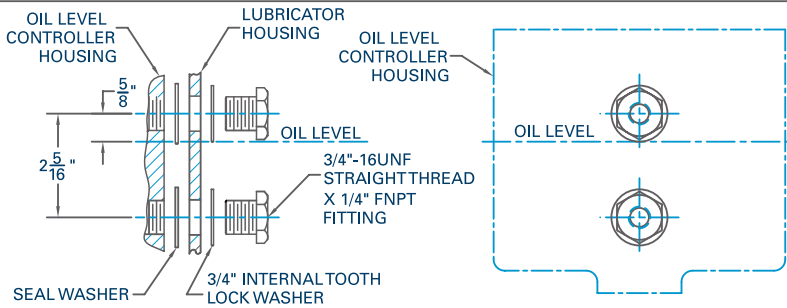 OIL LEVEL
CONTROLLER
HOUSING
LUBRICATOR
HOUSING
5/8"
OIL LEVEL
2 5/16"
3/4"-16UNF
STRAIGHT THREAD
X 1/4" FNPT
FITTING
SEAL WASHER
3/4" INTERNAL TOOTH
LOCK WASHER
OIL LEVEL
CONTROLLER
HOUSING
OIL LEVEL